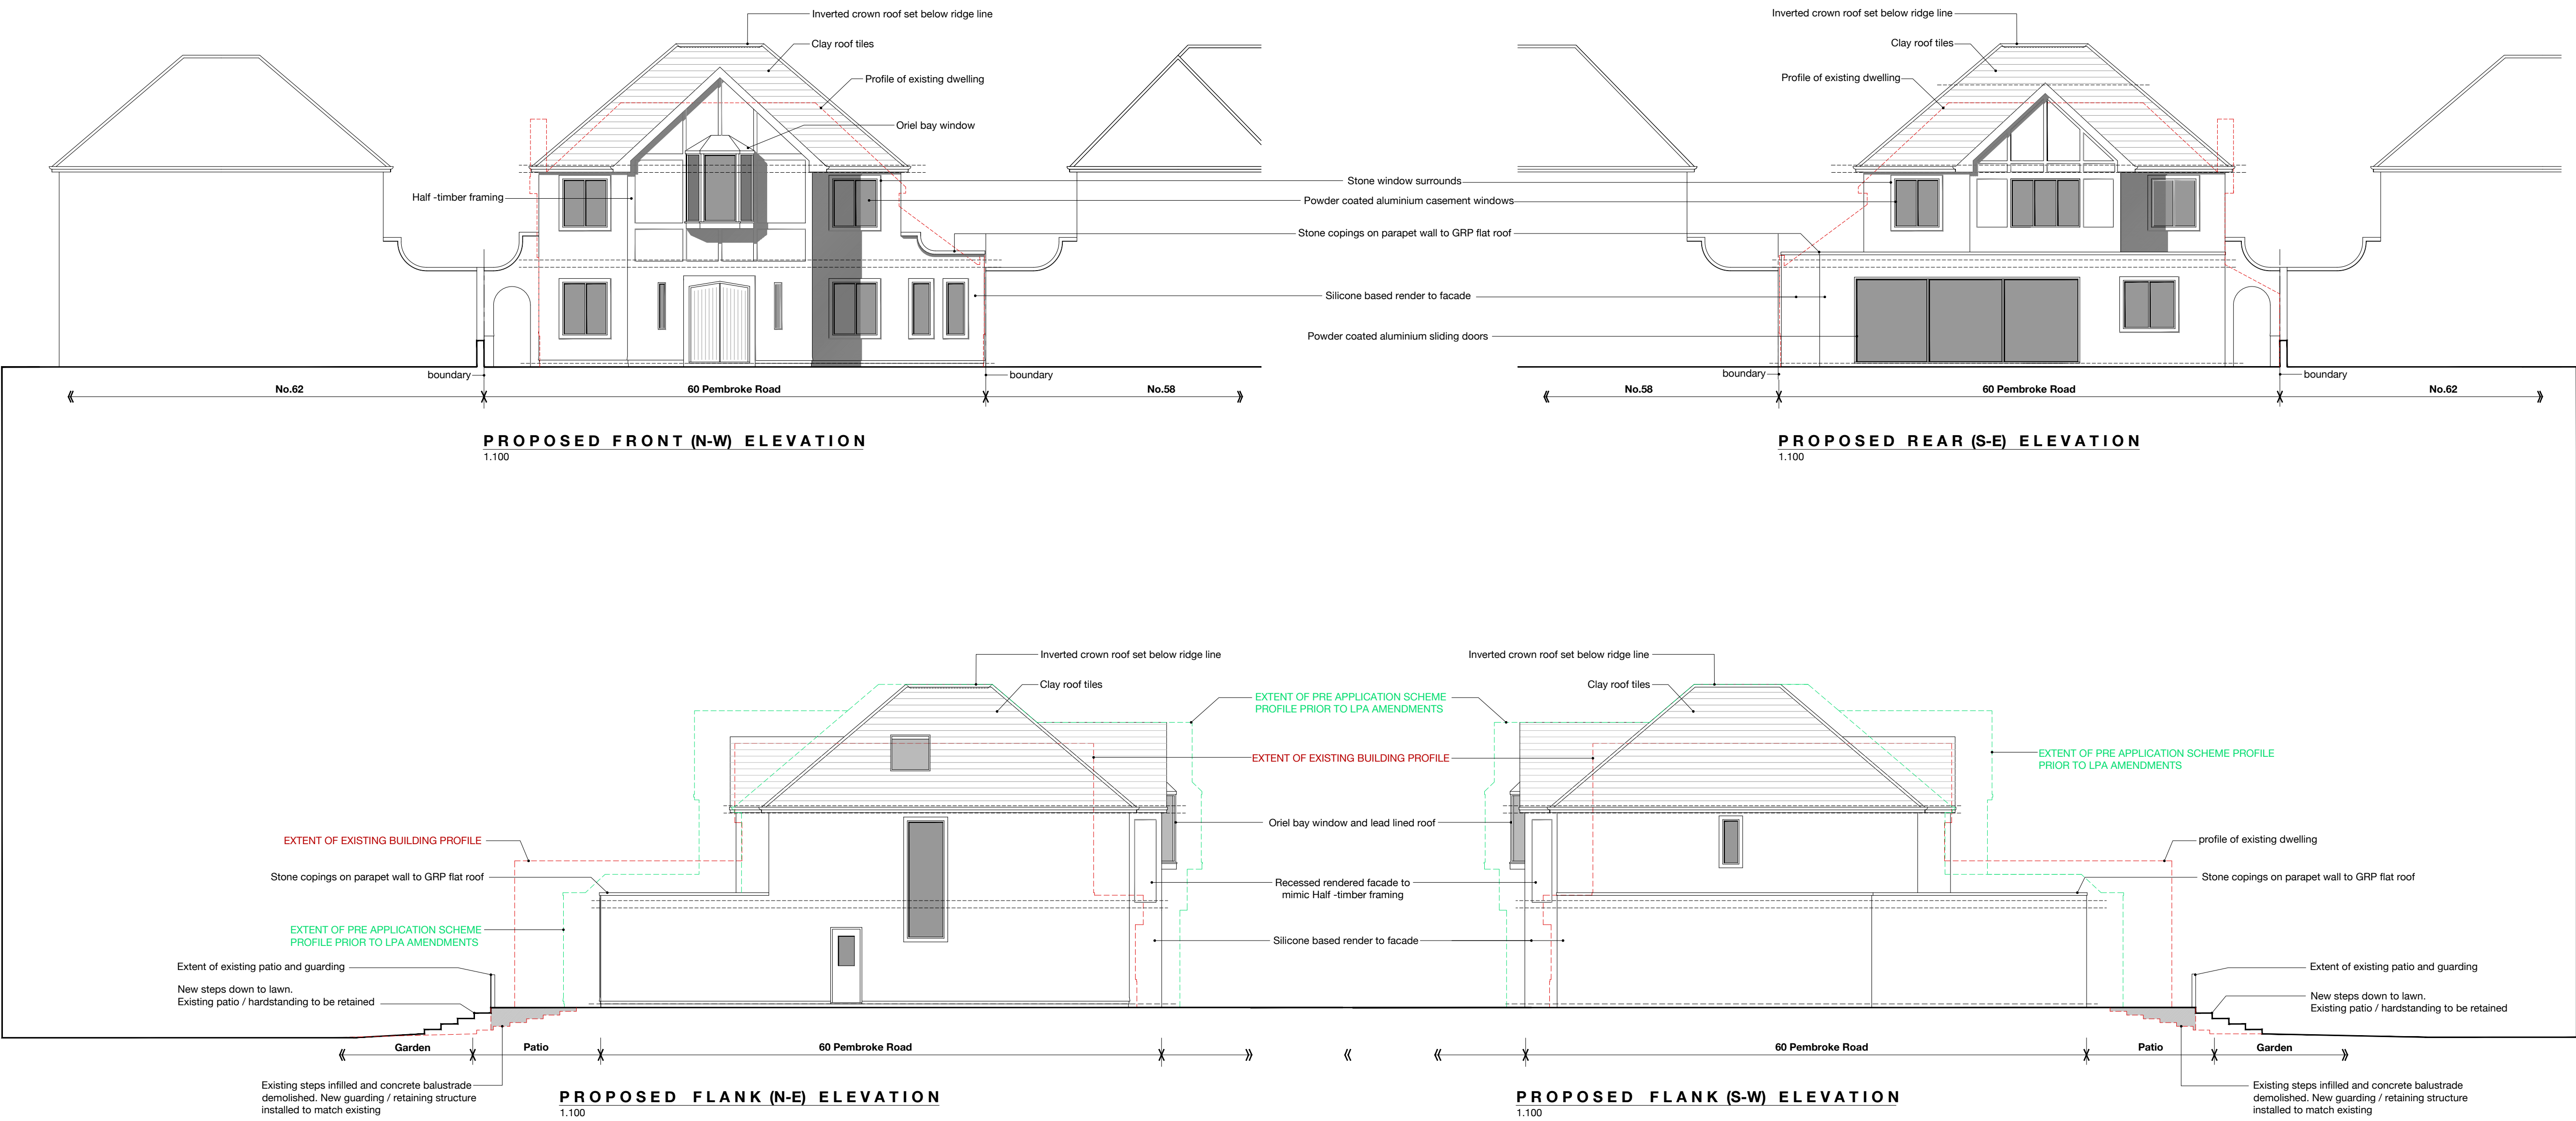 Inverted crown roof set below ridge line
Clay roof tiles
Profile of existing dwelling
Oriel bay window
Half -timber framing
boundary
boundary
No.62
60 Pembroke Road
No.58
PROPOSED FRONT (N-W) ELEVATION
1.100
Stone window surrounds
Powder coated aluminium casement windows
Stone copings on parapet wall to GRP flat roof
Silicone based render to facade
Powder coated aluminium sliding doors
Inverted crown roof set below ridge line
Clay roof tiles
Profile of existing dwelling
boundary
boundary
No.58
60 Pembroke Road
No.62
PROPOSED REAR (S-E) ELEVATION
1.100
Inverted crown roof set below ridge line
Clay roof tiles
EXTENT OF EXISTING BUILDING PROFILE
Stone copings on parapet wall to GRP flat roof
EXTENT OF PRE APPLICATION SCHEME
PROFILE PRIOR TO LPA AMENDMENTS
Extent of existing patio and guarding
New steps down to lawn.
Existing patio / hardstanding to be retained
Garden
Patio
60 Pembroke Road
Existing steps infilled and concrete balustrade
demolished. New guarding / retaining structure
installed to match existing
PROPOSED FLANK (N-E) ELEVATION
1.100
EXTENT OF PRE APPLICATION SCHEME
PROFILE PRIOR TO LPA AMENDMENTS
EXTENT OF EXISTING BUILDING PROFILE
Oriel bay window and lead lined roof
Recessed rendered facade to
mimic Half -timber framing
Silicone based render to facade
Inverted crown roof set below ridge line
Clay roof tiles
EXTENT OF PRE APPLICATION SCHEME PROFILE
PRIOR TO LPA AMENDMENTS
profile of existing dwelling
Stone copings on parapet wall to GRP flat roof
Extent of existing patio and guarding
New steps down to lawn.
Existing patio / hardstanding to be retained
60 Pembroke Road
Patio
Garden
Existing steps infilled and concrete balustrade
demolished. New guarding / retaining structure
installed to match existing
PROPOSED FLANK (S-W) ELEVATION
1.100